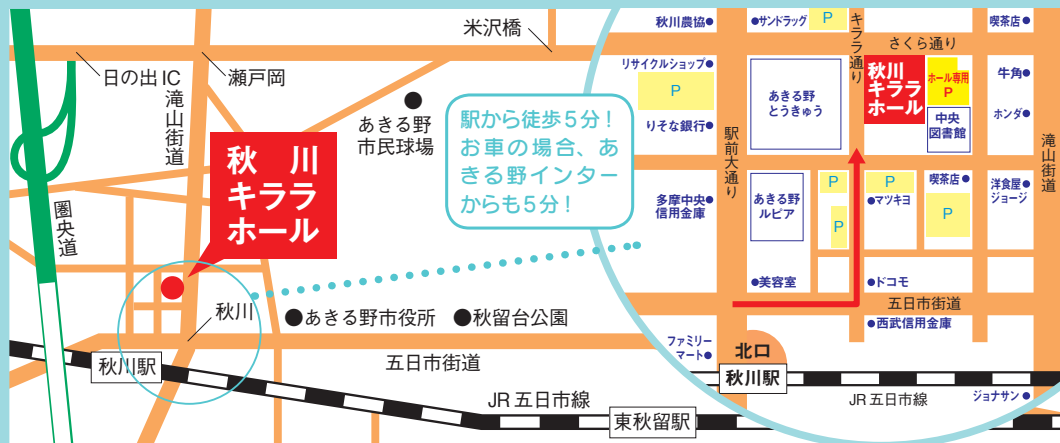 米沢橋
日の出IC
瀬戸岡
滝山街道
あきる野
市民球場
圏央道
秋川
キララ
ホール
駅から徒歩5分！
お車の場合、あ
きる野インター
からも5分！
秋川
あきる野市役所
秋留台公園
五日市街道
秋川駅
JR五日市線
東秋留駅
秋川農協
サンドラッグ
P
キララ通り
喫茶店
さくら通り
リサイクルショップ
P
りそな銀行
あきる野
とうきゅう
秋川
キララ
ホール
ホール専用
P
中央
図書館
牛角
ホンダ
駅前大通り
滝山街道
多摩中央
信用金庫
あきる野
ルピア
P
P
P
マツキヨ
喫茶店
P
洋食屋
ジョージ
美容室
ドコモ
五日市街道
西武信用金庫
ファミリー
マート
北口
秋川駅
JR五日市線
ジョナサン